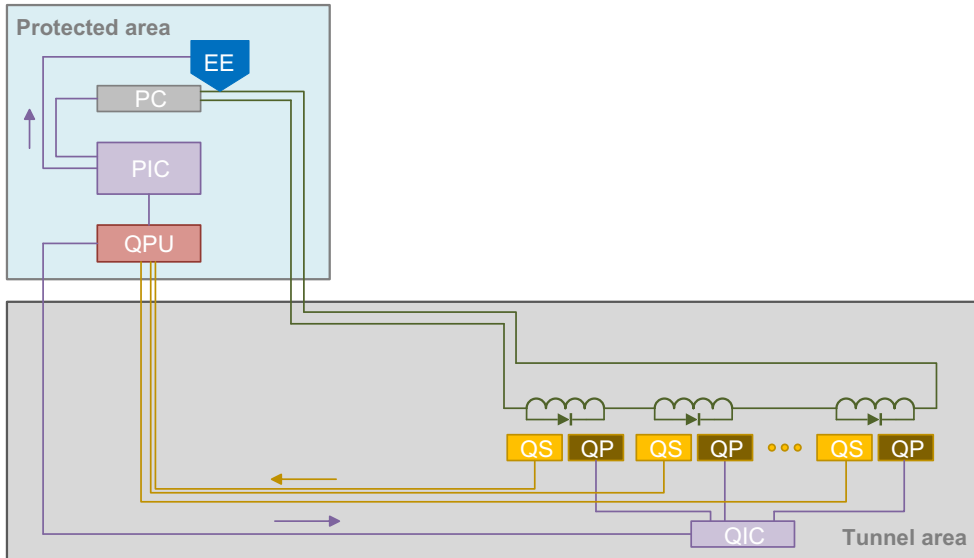 Protected area
EE
PC
PIC
QPU
QS QP QS QP QS QP
QIC
Tunnel area